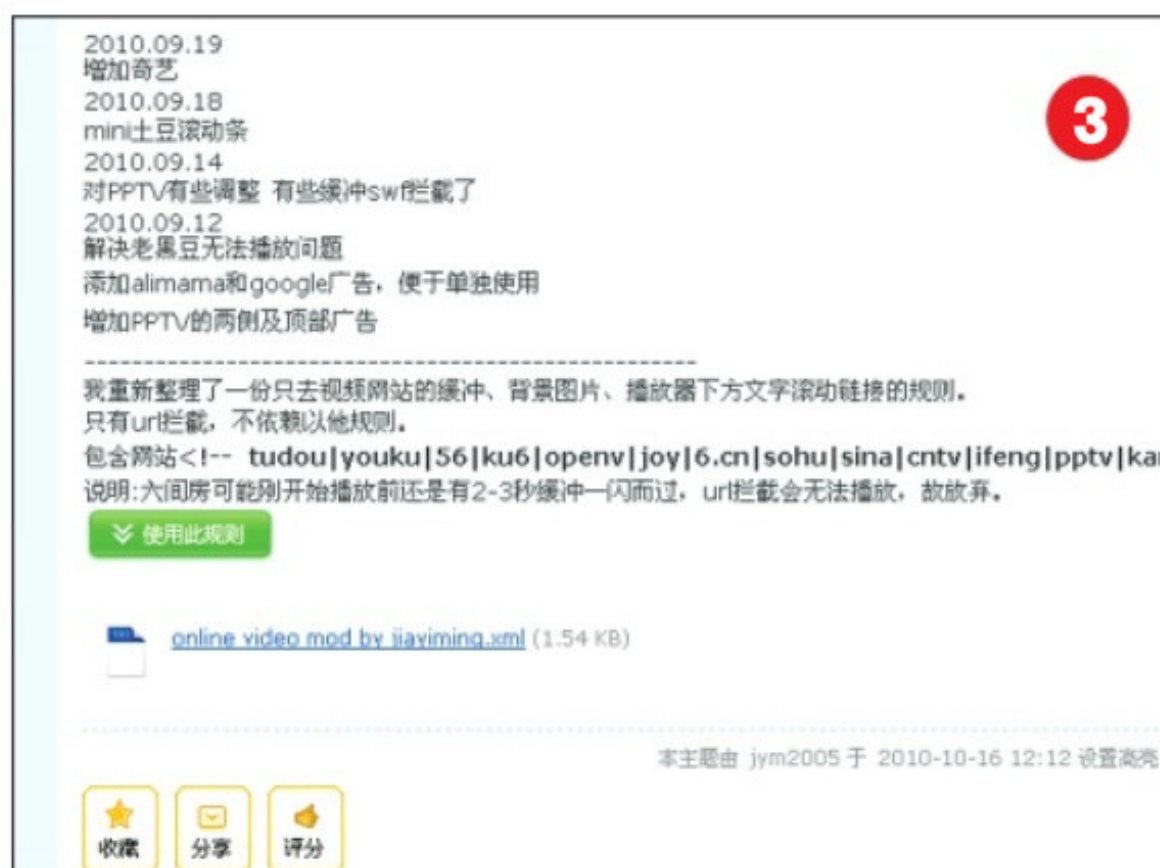 2010.09.19
增加奇艺
3
2010.09.18
mini土豆滚动条
2010.09.14
对PPTV有些调整 有些缓冲swf拦截了
2010.09.12
解决老黑豆无法播放问题
添加alimama和google广告，便于单独使用
增加PPTV的两侧及顶部广告
----------------------------------------------------
我重新整理了一份只去视频网站的缓冲、背景图片、播放器下方文字滚动链接的规则。
只有url拦截，不依赖以他规则。
包含网站<!-- tudou|youku|56|ku6|openv|joy|6.cn|sohu|sina|cntv|ifeng|pptv|kan
说明:六间房可能刚开始播放前还是有2-3秒缓冲一闪而过，url拦截会无法播放，故放弃。
使用此规则
online video mod by jiayiming.xml (1.54 KB)
本主题由 jym2005 于 2010-10-16 12:12 设置高亮
收藏 分享 评分